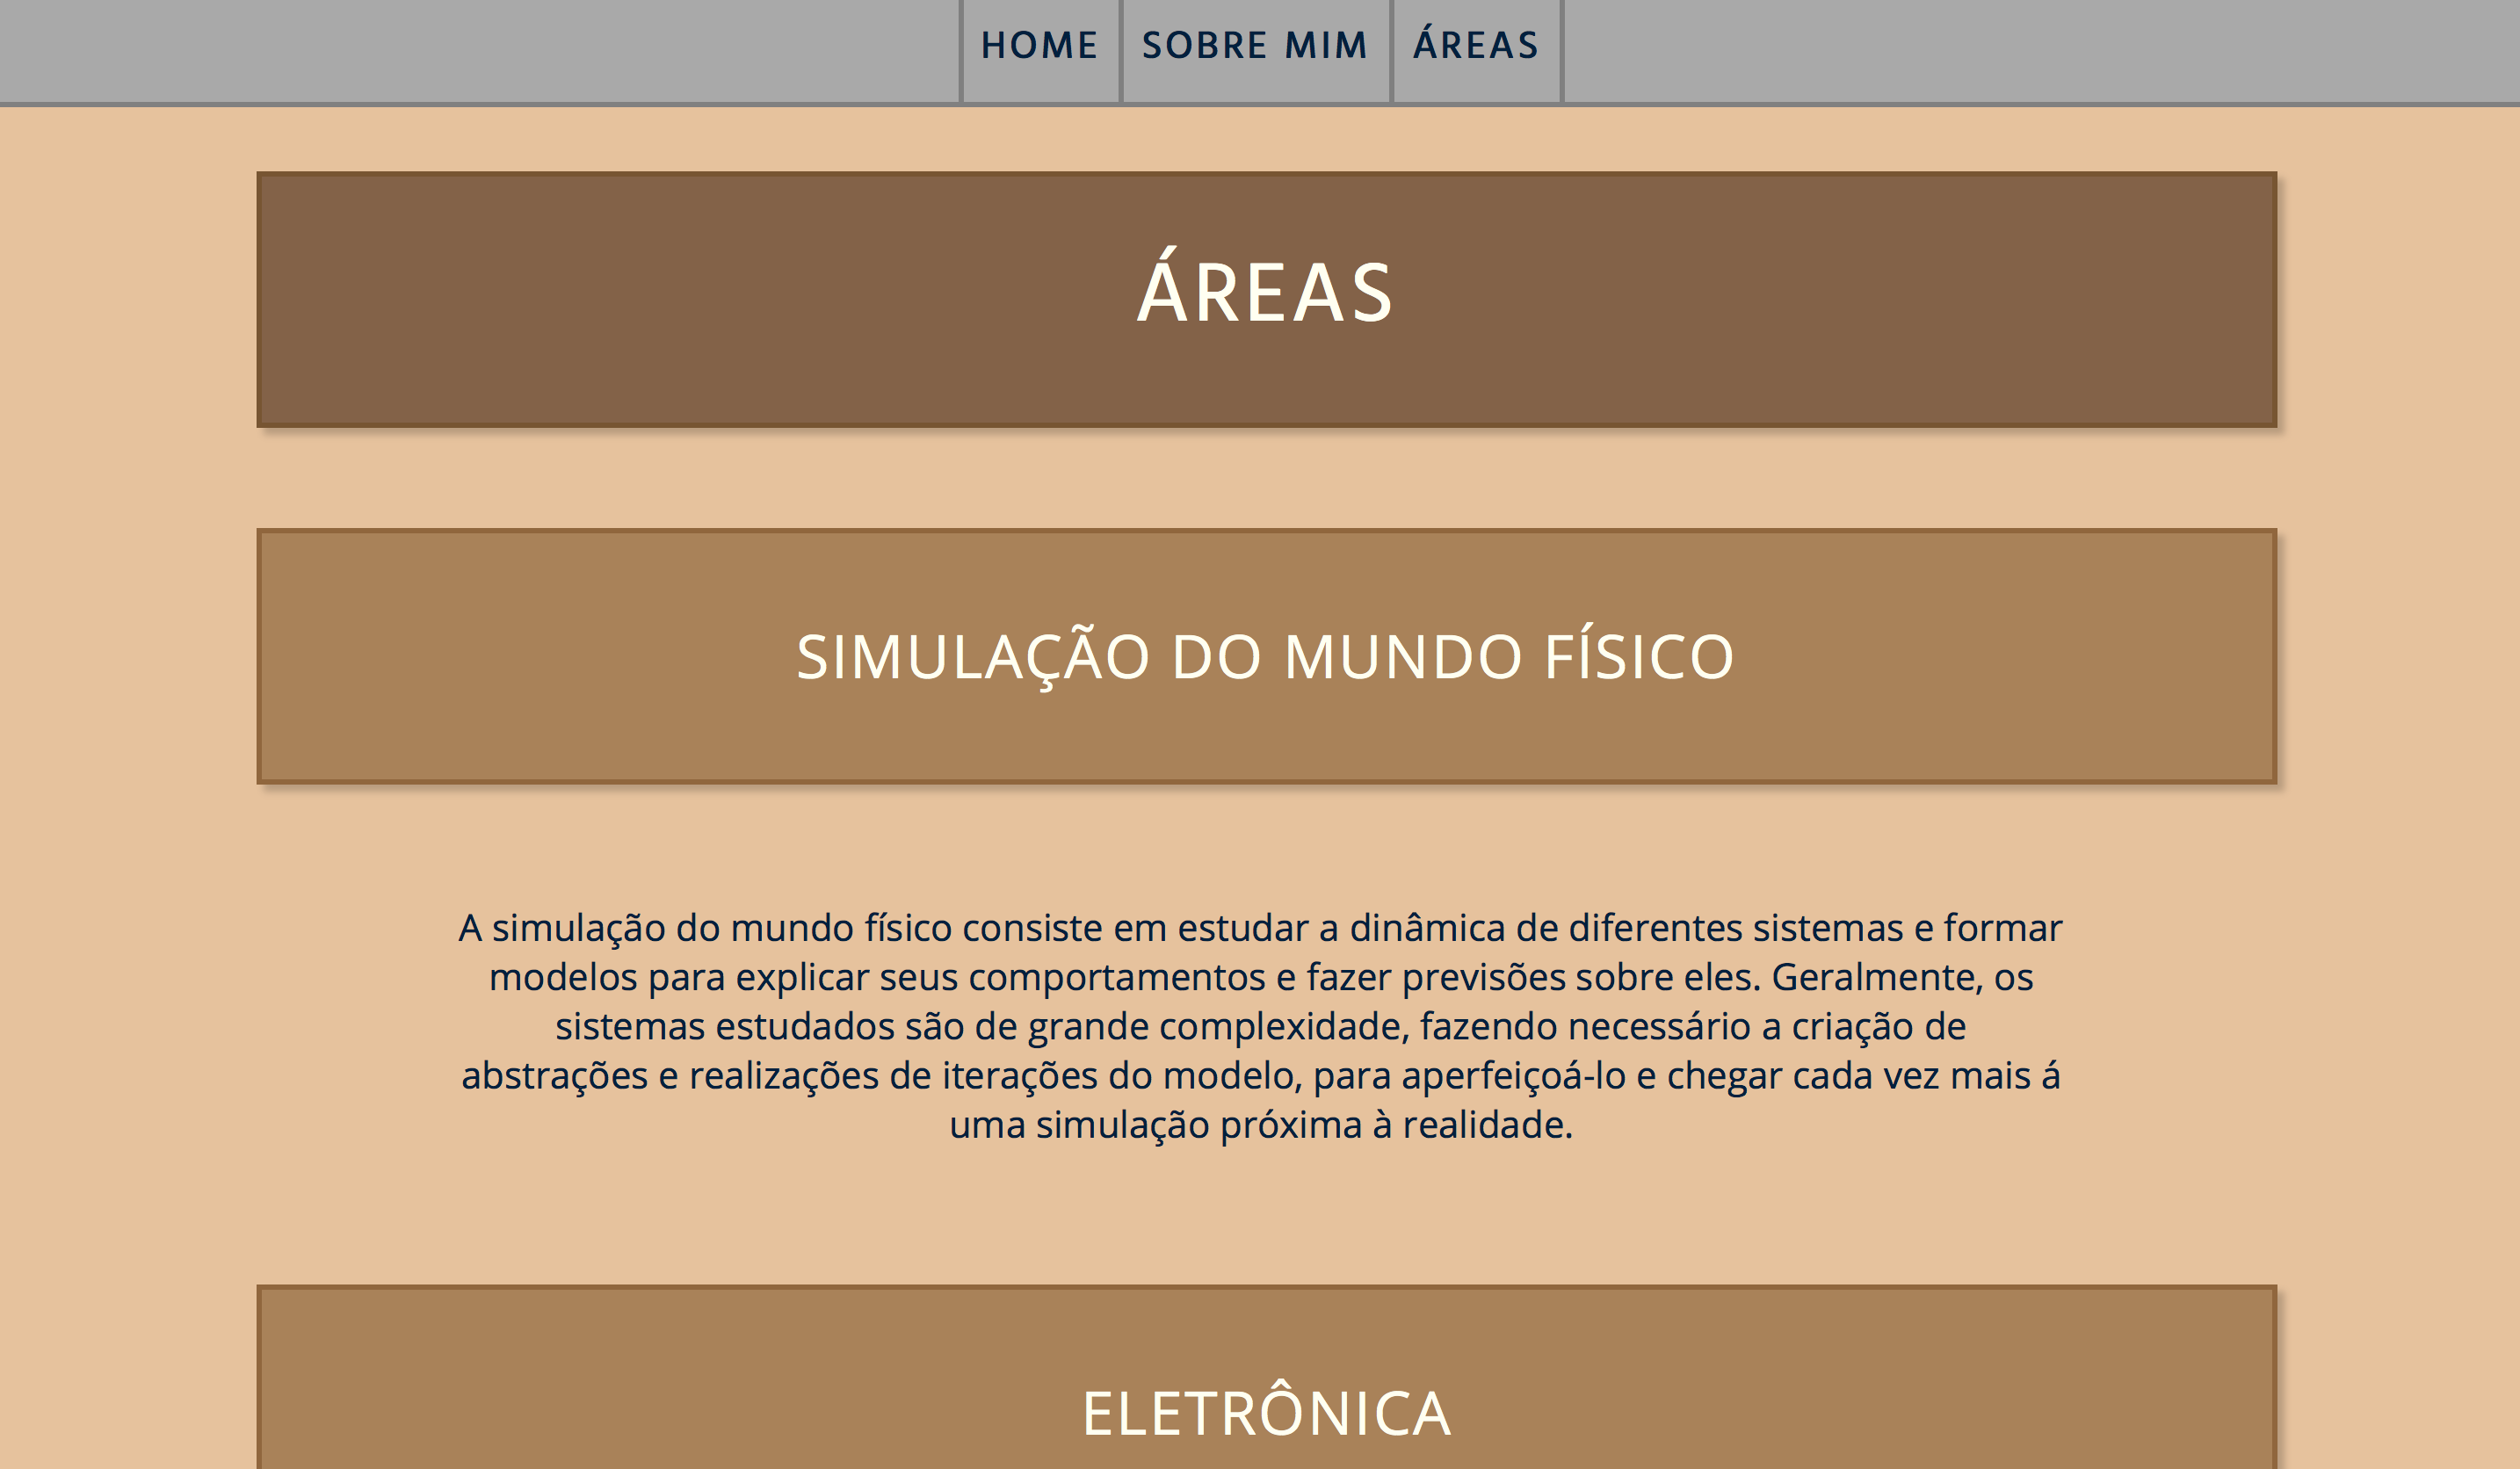 HOME SOBRE MIM ÁREAS
ÁREAS
SIMULAÇÃO DO MUNDO FÍSICO
A simulação do mundo físico consiste em estudar a dinâmica de diferentes sistemas e formar
modelos para explicar seus comportamentos e fazer previsões sobre eles. Geralmente, os
sistemas estudados são de grande complexidade, fazendo necessário a criação de
abstrações e realizações de iterações do modelo, para aperfeiçoá-lo e chegar cada vez mais á
uma simulação próxima à realidade.
ELETRÔNICA